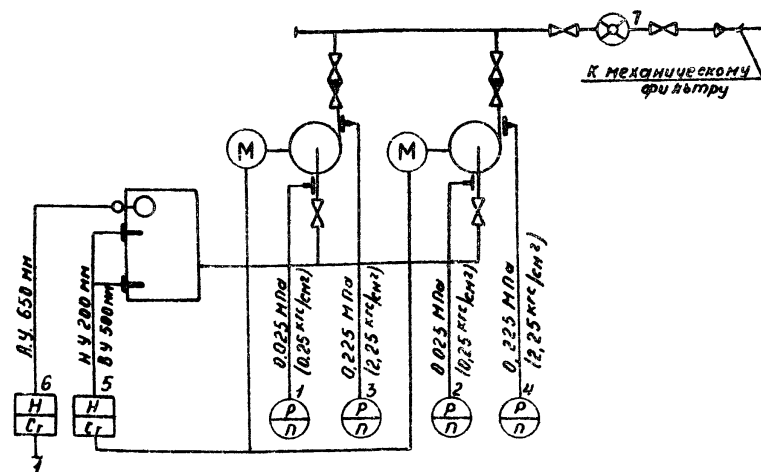 7
К механическому
фильтру
М
М
А.У. 650 мм
Н У 200 мм
В У 500 мм
0,025 МПа
(0,25 кгс/см²)
0,225 МПа
(2,25 кгс/см²)
0,025 МПа
(0,25 кгс/см²)
0,225 МПа
(2,25 кгс/см²)
6
Н
Сг
5
Н
Сг
1
Р
п
3
Р
п
2
Р
п
4
Р
п